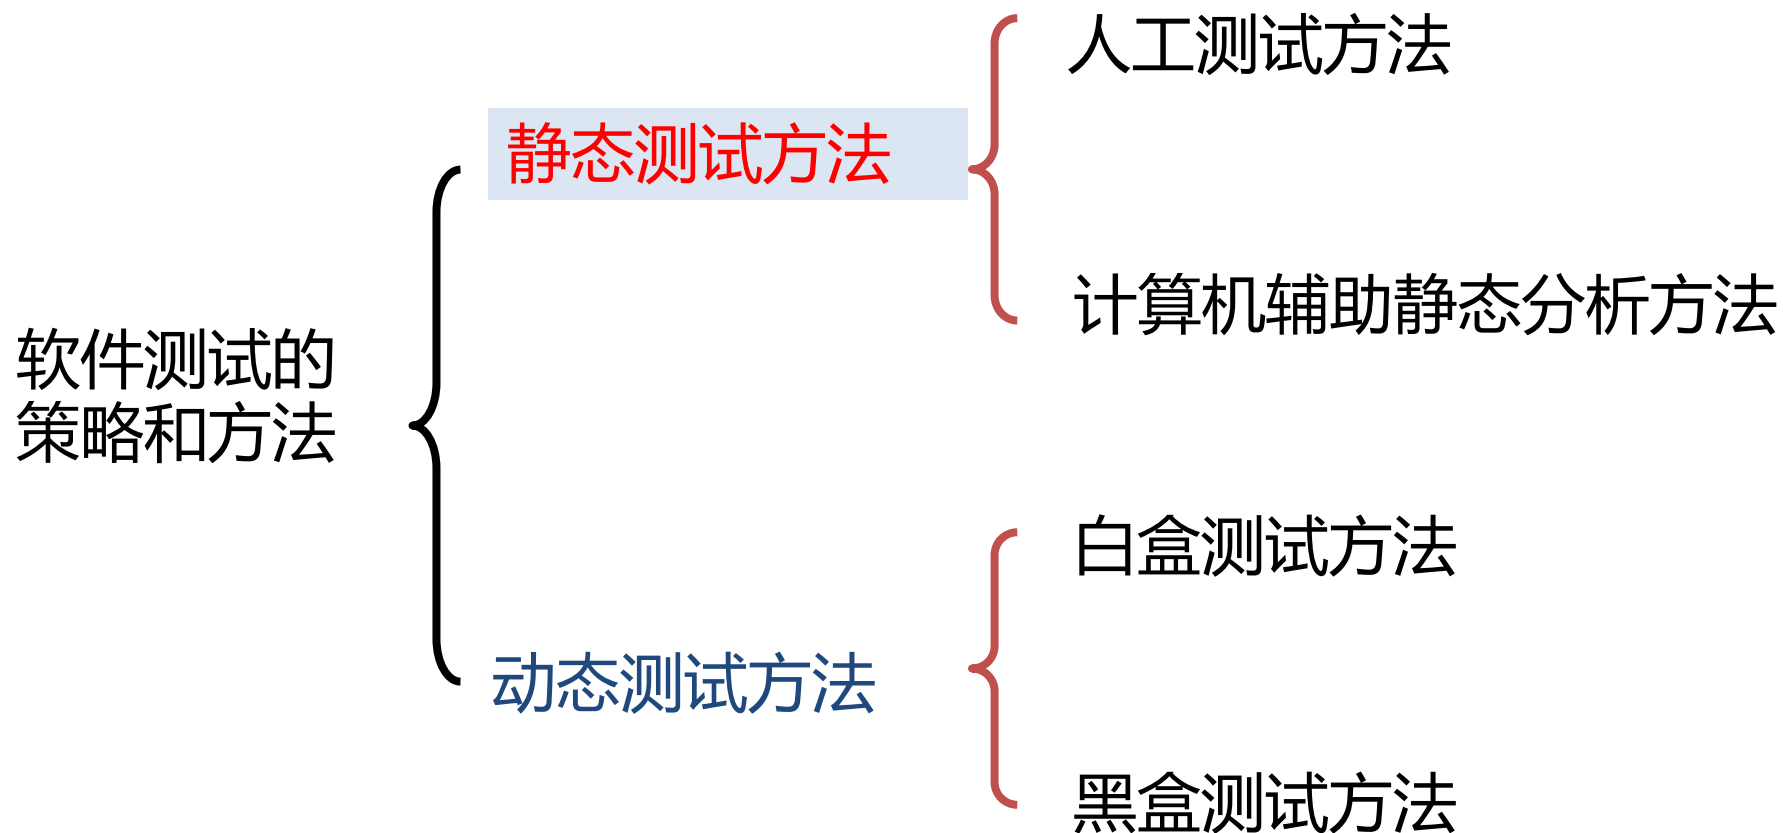 软件测试的
策略和方法
静态测试方法
人工测试方法
计算机辅助静态分析方法
动态测试方法
白盒测试方法
黑盒测试方法